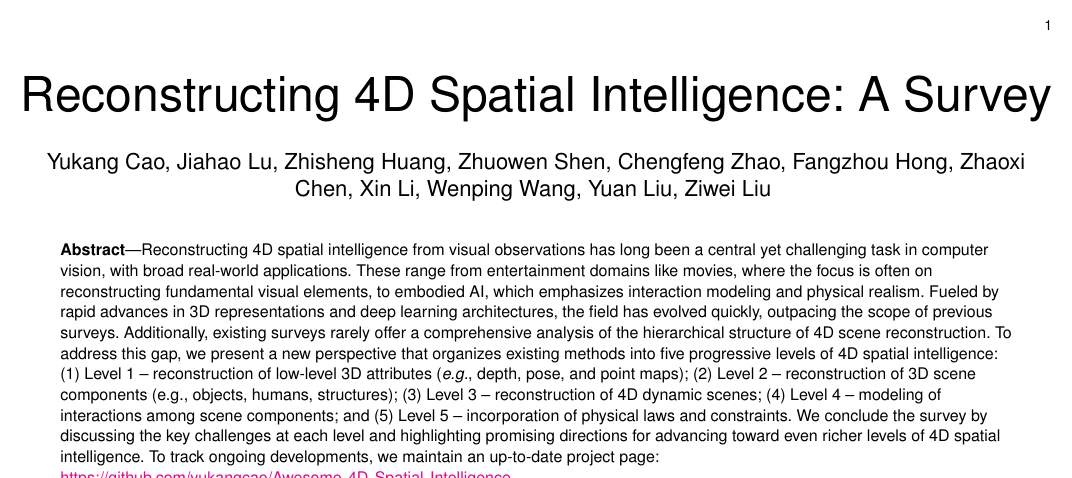 1
Reconstructing 4D Spatial Intelligence: A Survey
Yukang Cao, Jiahao Lu, Zhisheng Huang, Zhuowen Shen, Chengfeng Zhao, Fangzhou Hong, Zhaoxi
Chen, Xin Li, Wenping Wang, Yuan Liu, Ziwei Liu
Abstract—Reconstructing 4D spatial intelligence from visual observations has long been a central yet challenging task in computer
vision, with broad real-world applications. These range from entertainment domains like movies, where the focus is often on
reconstructing fundamental visual elements, to embodied AI, which emphasizes interaction modeling and physical realism. Fueled by
rapid advances in 3D representations and deep learning architectures, the field has evolved quickly, outpacing the scope of previous
surveys. Additionally, existing surveys rarely offer a comprehensive analysis of the hierarchical structure of 4D scene reconstruction. To
address this gap, we present a new perspective that organizes existing methods into five progressive levels of 4D spatial intelligence:
(1) Level 1 – reconstruction of low-level 3D attributes (e.g., depth, pose, and point maps); (2) Level 2 – reconstruction of 3D scene
components (e.g., objects, humans, structures); (3) Level 3 – reconstruction of 4D dynamic scenes; (4) Level 4 – modeling of
interactions among scene components; and (5) Level 5 – incorporation of physical laws and constraints. We conclude the survey by
discussing the key challenges at each level and highlighting promising directions for advancing toward even richer levels of 4D spatial
intelligence. To track ongoing developments, we maintain an up-to-date project page:
https://github.com/yukangcao/Awesome-4D-Spatial-Intelligence